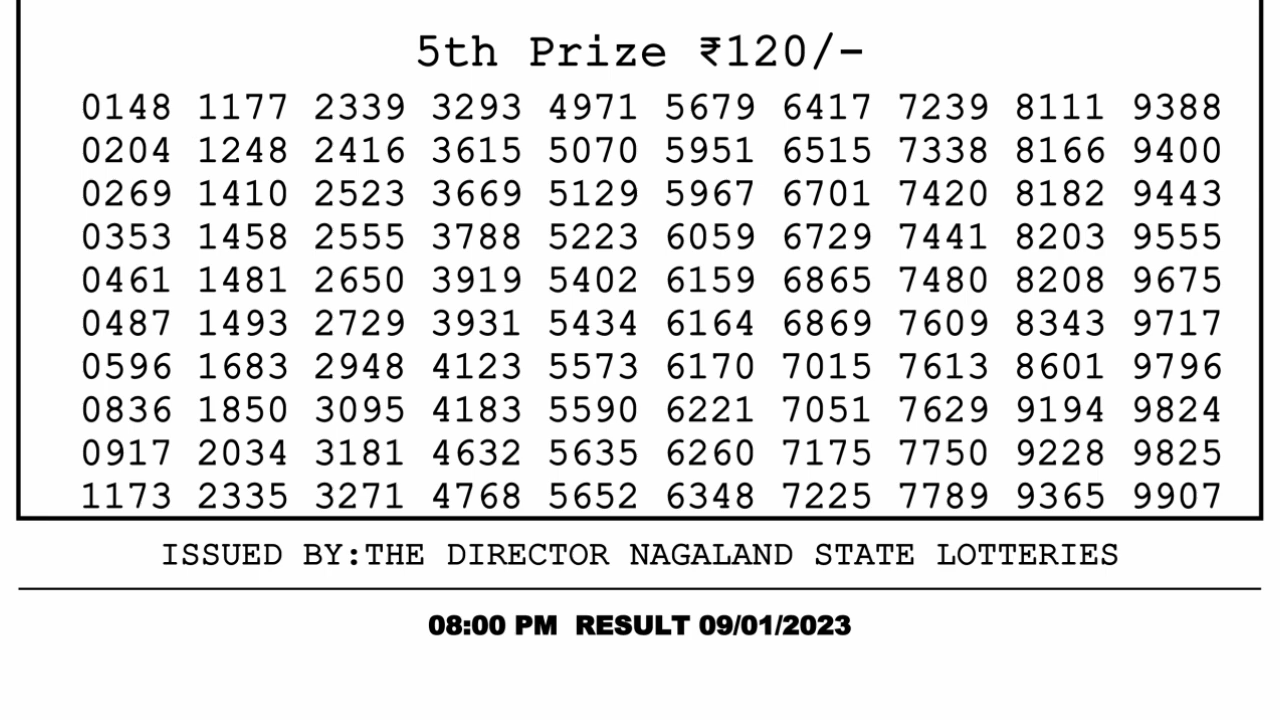 5th Prize ₹120/-
0148 1177 2339 3293 4971 5679 6417 7239 8111 9388
0204 1248 2416 3615 5070 5951 6515 7338 8166 9400
0269 1410 2523 3669 5129 5967 6701 7420 8182 9443
0353 1458 2555 3788 5223 6059 6729 7441 8203 9555
0461 1481 2650 3919 5402 6159 6865 7480 8208 9675
0487 1493 2729 3931 5434 6164 6869 7609 8343 9717
0596 1683 2948 4123 5573 6170 7015 7613 8601 9796
0836 1850 3095 4183 5590 6221 7051 7629 9194 9824
0917 2034 3181 4632 5635 6260 7175 7750 9228 9825
1173 2335 3271 4768 5652 6348 7225 7789 9365 9907
ISSUED BY:THE DIRECTOR NAGALAND STATE LOTTERIES
08:00 PM RESULT 09/01/2023